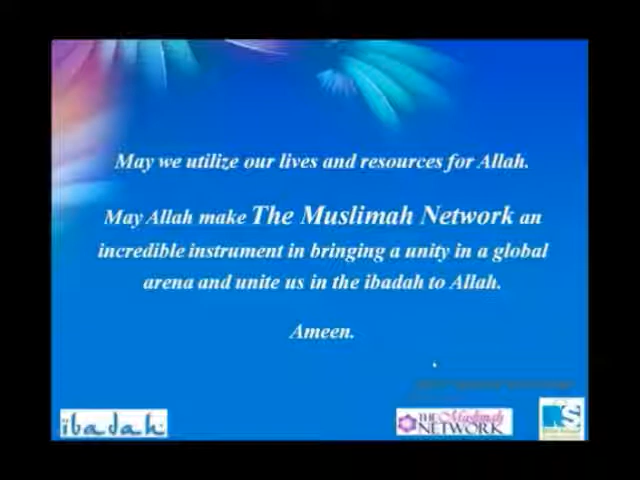 May we utilize our lives and resources for Allah.
May Allah make The Muslimah Network an
incredible instrument in bringing a unity in a global
arena and unite us in the ibadah to Allah.
Ameen.
ibadah
THE Muslimah
NETWORK